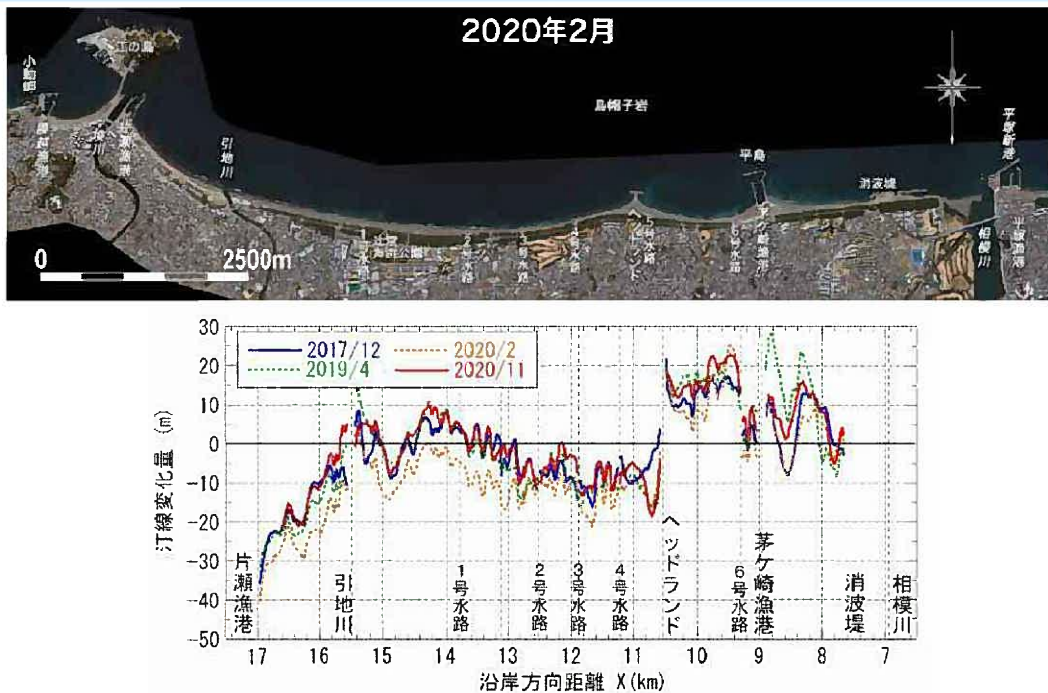 2020年2月
江の島
小動岬
烏帽子岩
平塚新港
引地川
平島
消波堤
腰越漁港
境川
片瀬漁港
1号水路
辻堂海浜公園
2号水路
3号水路
4号水路
ヘッドランド
5号水路
6号水路
茅ヶ崎漁港
相模川
平塚漁港
0 2500m
30
20
10
0
-10
-20
-30
-40
-50
汀線変化量 (m)
2017/12
2019/4
2020/2
2020/11
片瀬漁港
引地川
1号水路
2号水路
3号水路
4号水路
ヘッドランド
6号水路
茅ケ崎漁港
消波堤
相模川
17 16 15 14 13 12 11 10 9 8 7
沿岸方向距離 X(km)